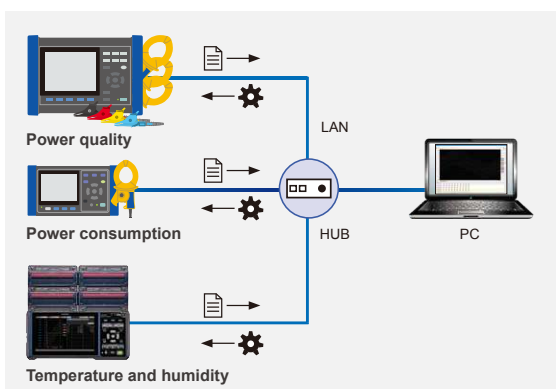 Power quality
LAN
Power consumption
HUB
PC
Temperature and humidity